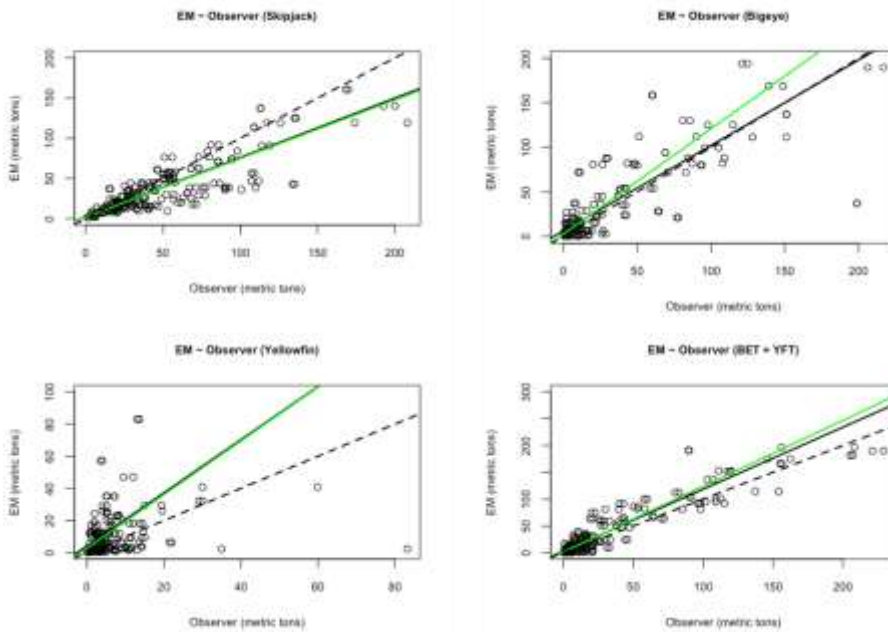 EM ~ Observer (Skipjack)
EM (metric tons)
0 50 100 150 200
0 50 100 150 200
Observer (metric tons)
EM ~ Observer (Bigeye)
EM (metric tons)
0 50 100 150 200
0 50 100 150 200
Observer (metric tons)
EM ~ Observer (Yellowfin)
EM (metric tons)
0 20 40 60 80 100
0 20 40 60 80
Observer (metric tons)
EM ~ Observer (BET + YFT)
EM (metric tons)
0 50 100 200 300
0 50 100 150 200
Observer (metric tons)